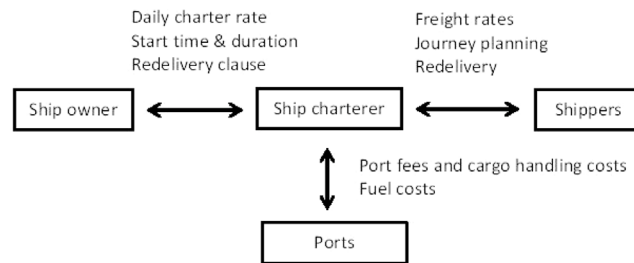 Daily charter rate
Start time & duration
Redelivery clause
Freight rates
Journey planning
Redelivery
Ship owner
Ship charterer
Shippers
Port fees and cargo handling costs
Fuel costs
Ports